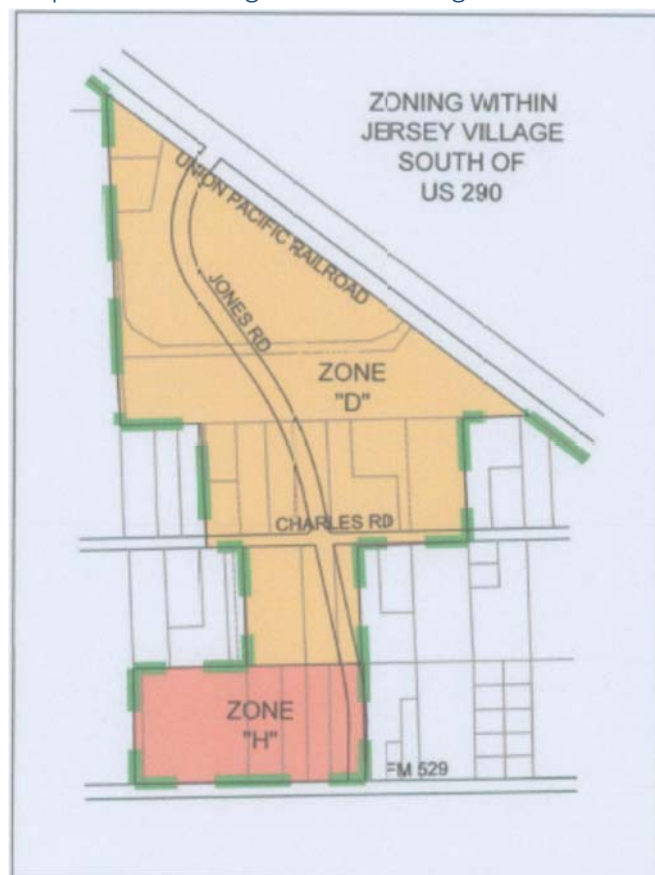 ZONING WITHIN
JERSEY VILLAGE
SOUTH OF
US 290
UNION PACIFIC RAILROAD
JONES RD
ZONE
"D"
CHARLES RD
ZONE
"H"
FM 529